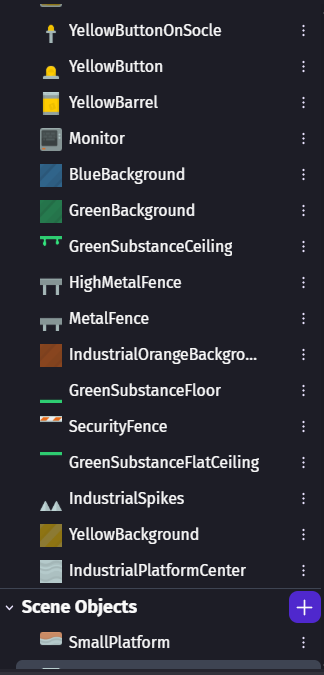 YellowButtonOnSocle
YellowButton
YellowBarrel
Monitor
BlueBackground
GreenBackground
GreenSubstanceCeiling
HighMetalFence
MetalFence
IndustrialOrangeBackgro...
GreenSubstanceFloor
SecurityFence
GreenSubstanceFlatCeiling
IndustrialSpikes
YellowBackground
IndustrialPlatformCenter
Scene Objects
SmallPlatform